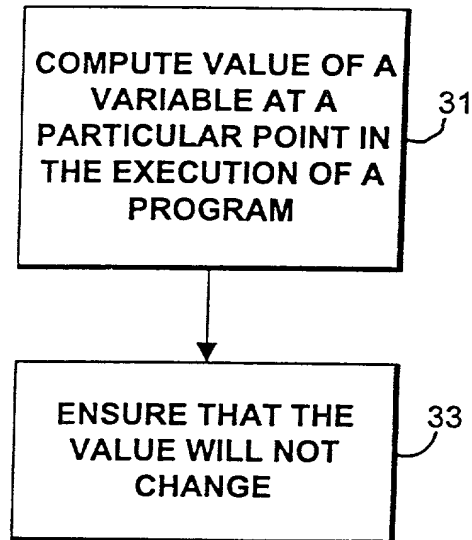 COMPUTE VALUE OF A
VARIABLE AT A
PARTICULAR POINT IN
THE EXECUTION OF A
PROGRAM
31
ENSURE THAT THE
VALUE WILL NOT
CHANGE
33